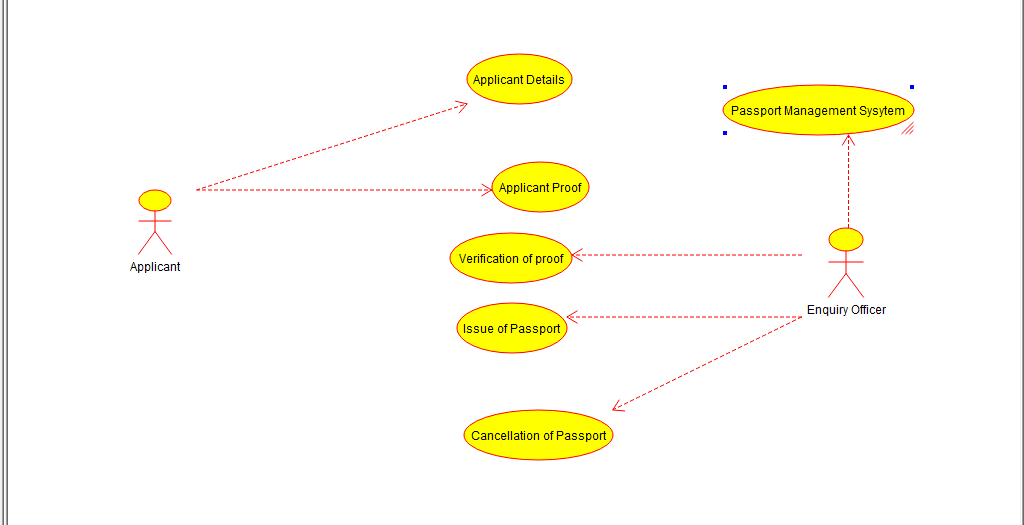 Applicant Details
Passport Management Sysytem
Applicant Proof
Applicant
Verification of proof
Enquiry Officer
Issue of Passport
Cancellation of Passport